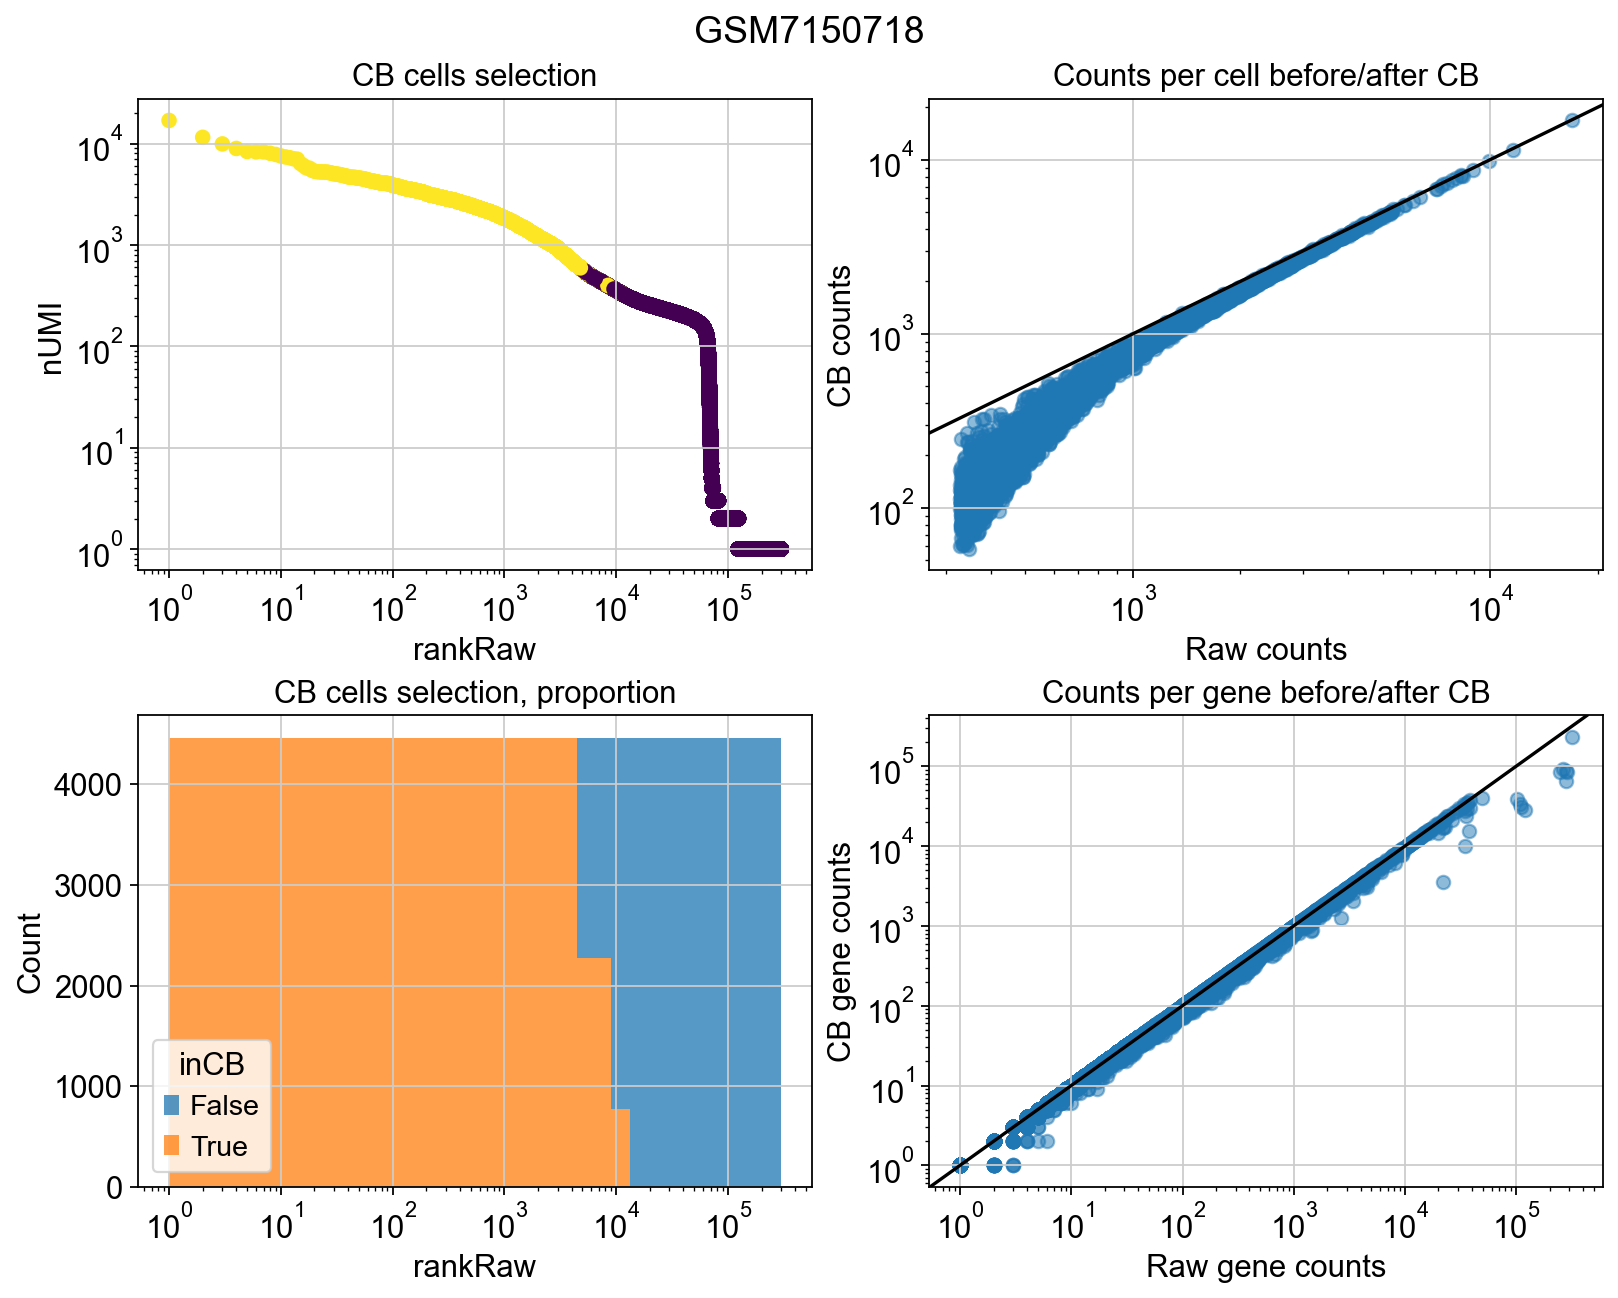 GSM7150718
CB cells selection
nUMI
10^4
10^3
10^2
10^1
10^0
10^0 10^1 10^2 10^3 10^4 10^5
rankRaw
Counts per cell before/after CB
CB counts
10^4
10^3
10^2
10^3 10^4
Raw counts
CB cells selection, proportion
Count
4000
3000
2000
1000
0
inCB
False
True
10^0 10^1 10^2 10^3 10^4 10^5
rankRaw
Counts per gene before/after CB
CB gene counts
10^5
10^4
10^3
10^2
10^1
10^0
10^0 10^1 10^2 10^3 10^4 10^5
Raw gene counts